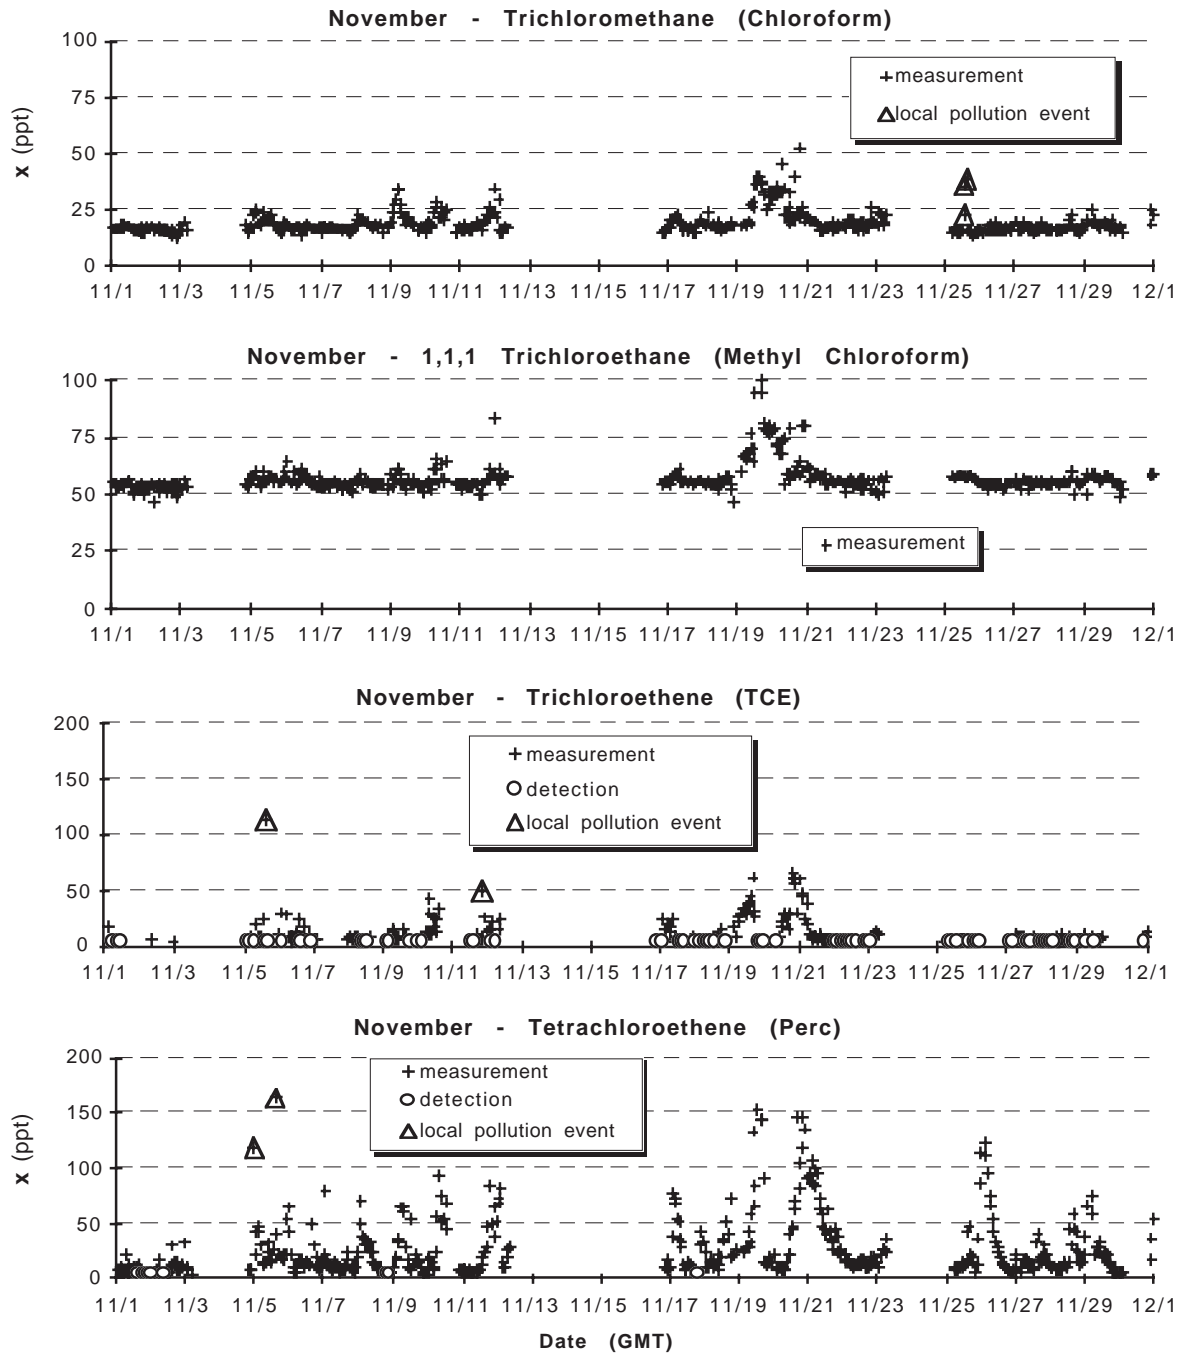 November - Trichloromethane (Chloroform)
100
75
50
25
0
x (ppt)
measurement
local pollution event
11/1 11/3 11/5 11/7 11/9 11/11 11/13 11/15 11/17 11/19 11/21 11/23 11/25 11/27 11/29 12/1
November - 1,1,1 Trichloroethane (Methyl Chloroform)
100
75
50
25
0
measurement
11/1 11/3 11/5 11/7 11/9 11/11 11/13 11/15 11/17 11/19 11/21 11/23 11/25 11/27 11/29 12/1
November - Trichloroethene (TCE)
200
150
100
50
0
measurement
detection
local pollution event
11/1 11/3 11/5 11/7 11/9 11/11 11/13 11/15 11/17 11/19 11/21 11/23 11/25 11/27 11/29 12/1
November - Tetrachloroethene (Perc)
200
150
100
50
0
x (ppt)
measurement
detection
local pollution event
11/1 11/3 11/5 11/7 11/9 11/11 11/13 11/15 11/17 11/19 11/21 11/23 11/25 11/27 11/29 12/1
Date (GMT)